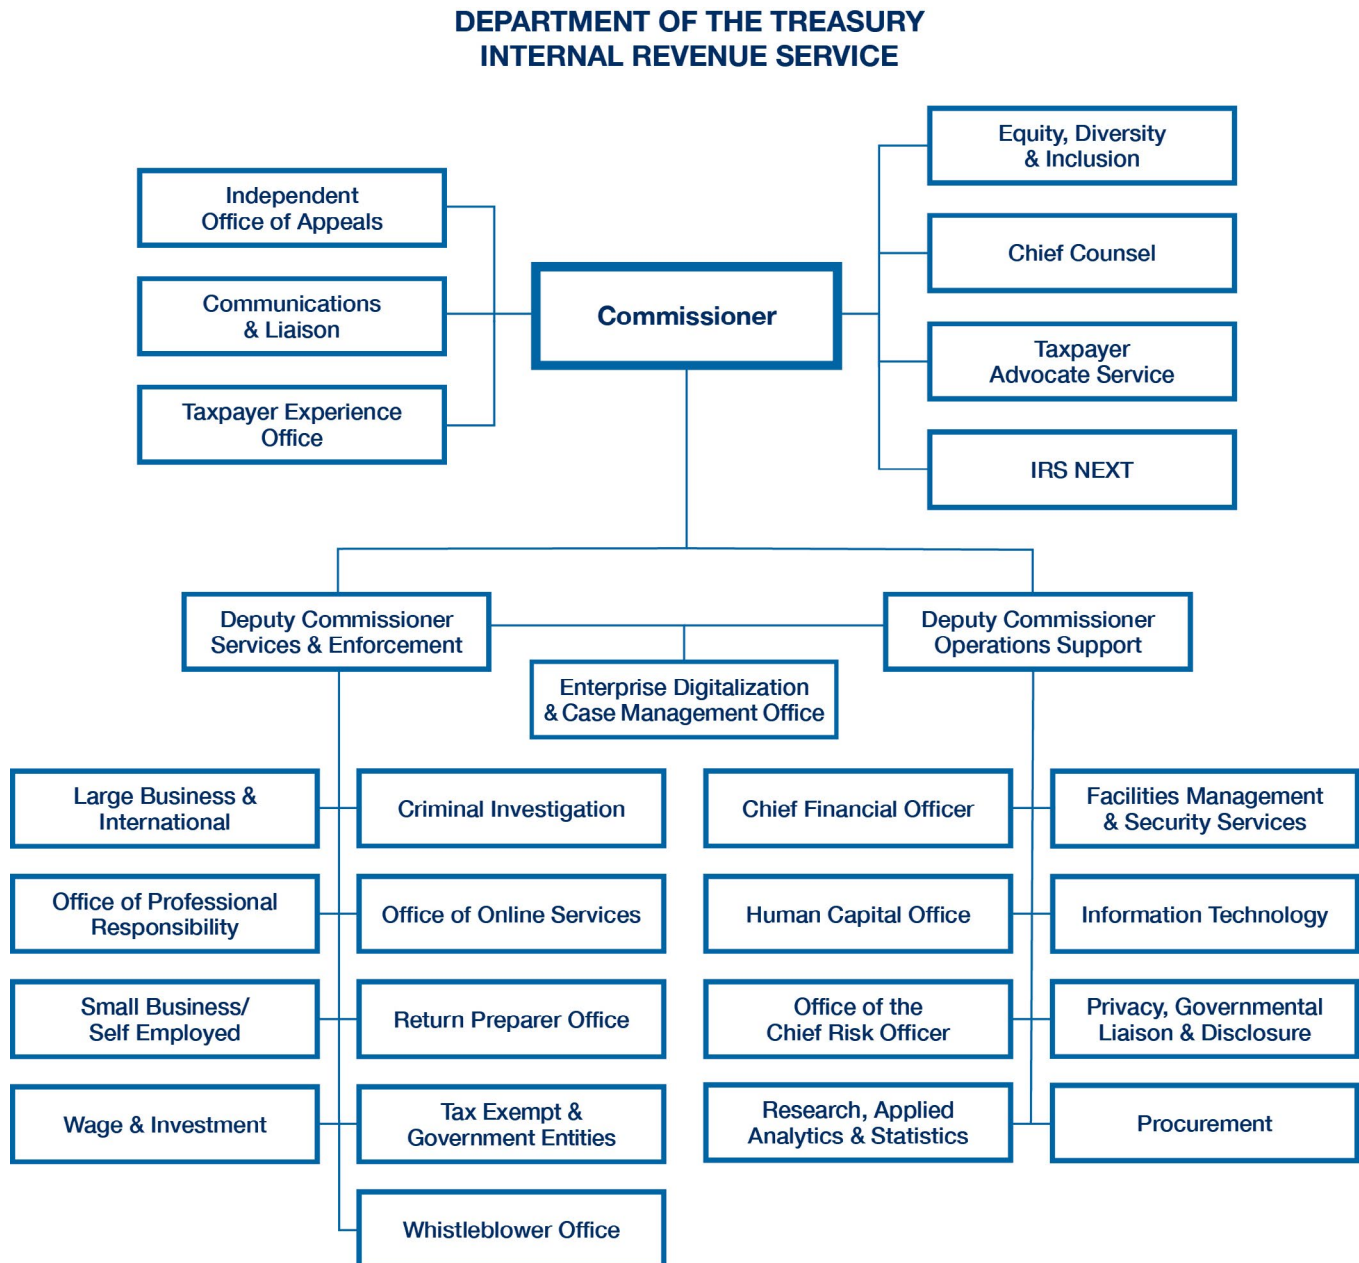 DEPARTMENT OF THE TREASURY
INTERNAL REVENUE SERVICE
Equity, Diversity
& Inclusion
Independent
Office of Appeals
Chief Counsel
Communications
& Liaison
Commissioner
Taxpayer
Advocate Service
Taxpayer Experience
Office
IRS NEXT
Deputy Commissioner
Services & Enforcement
Deputy Commissioner
Operations Support
Enterprise Digitalization
& Case Management Office
Large Business &
International
Criminal Investigation
Chief Financial Officer
Facilities Management
& Security Services
Office of Professional
Responsibility
Office of Online Services
Human Capital Office
Information Technology
Small Business/
Self Employed
Return Preparer Office
Office of the
Chief Risk Officer
Privacy, Governmental
Liaison & Disclosure
Wage & Investment
Tax Exempt &
Government Entities
Research, Applied
Analytics & Statistics
Procurement
Whistleblower Office